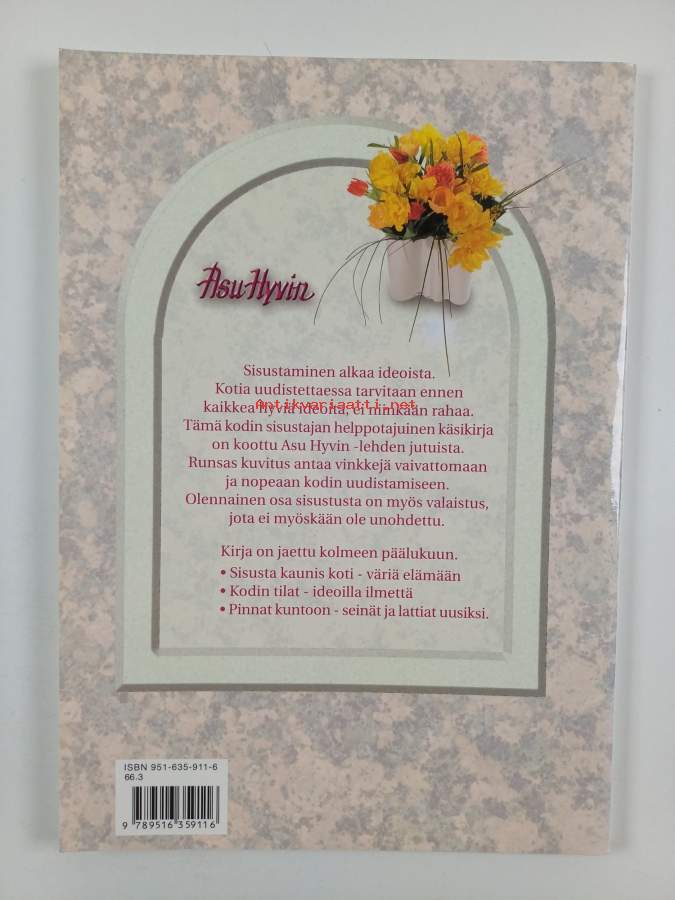 Asu Hyvin
Sisustaminen alkaa ideoista.
Kotia uudistettaessa tarvitaan ennen
kaikkea hyviä ideoita, ei niinkään rahaa.
Antikvariaatti.net
Tämä kodin sisustajan helppotajuinen käsikirja
on koottu Asu Hyvin -lehden jutuista.
Runsas kuvitus antaa vinkkejä vaivattomaan
ja nopeaan kodin uudistamiseen.
Olennainen osa sisustusta on myös valaistus,
jota ei myöskään ole unohdettu.
Kirja on jaettu kolmeen päälukuun.
• Sisusta kaunis koti - väriä elämään
• Kodin tilat - ideoilla ilmettä
• Pinnat kuntoon - seinät ja lattiat uusiksi.
ISBN 951-635-911-6
66.3
9 789516 359116